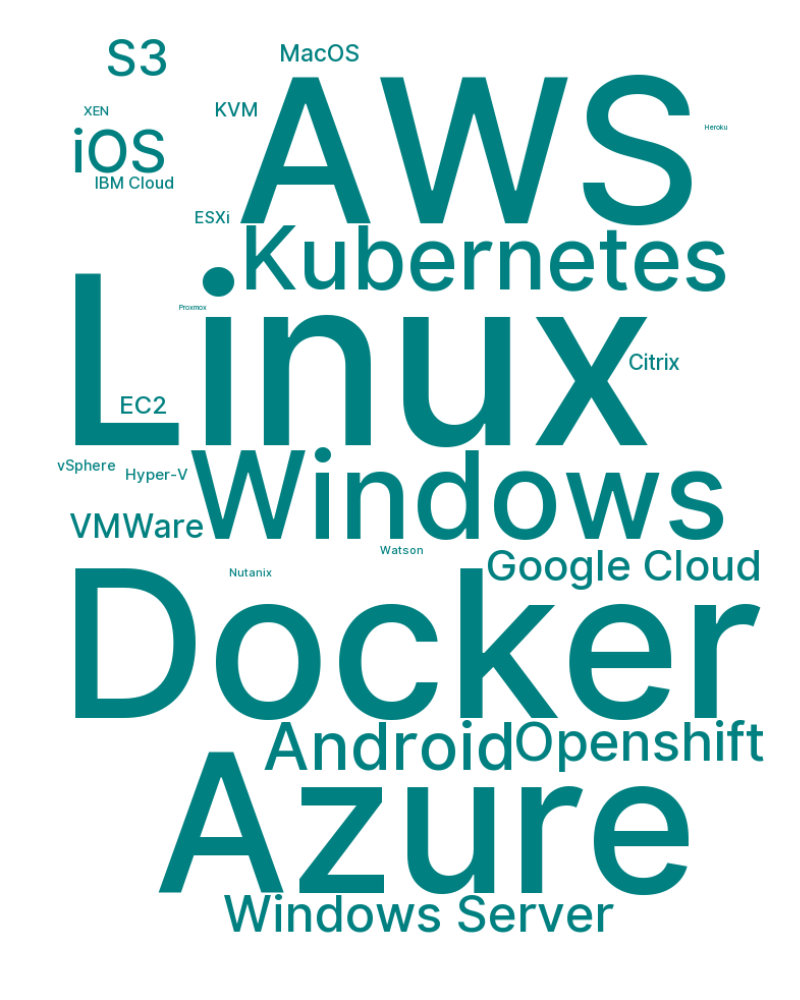 S3
MacOS
AWS
XEN
KVM
Heroku
iOS
IBM Cloud
ESXi
Kubernetes
Linux
Proxmox
Citrix
EC2
Windows
vSphere
Hyper-V
VMWare
Watson
Google Cloud
Nutanix
Docker
Android
Openshift
Azure
Windows Server